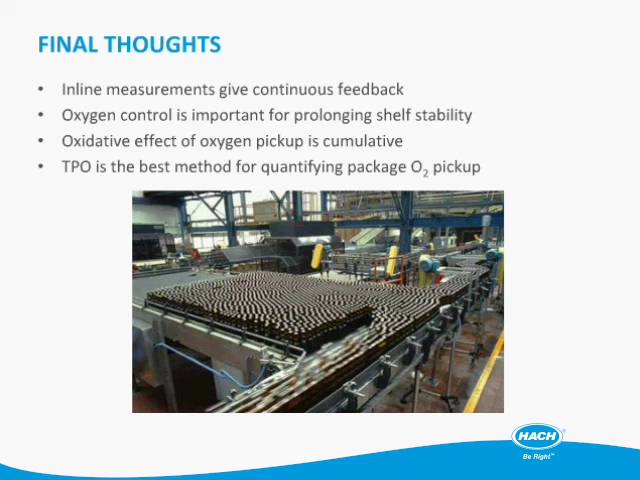 FINAL THOUGHTS
• Inline measurements give continuous feedback
• Oxygen control is important for prolonging shelf stability
• Oxidative effect of oxygen pickup is cumulative
• TPO is the best method for quantifying package O₂ pickup
HACH®
Be Right™